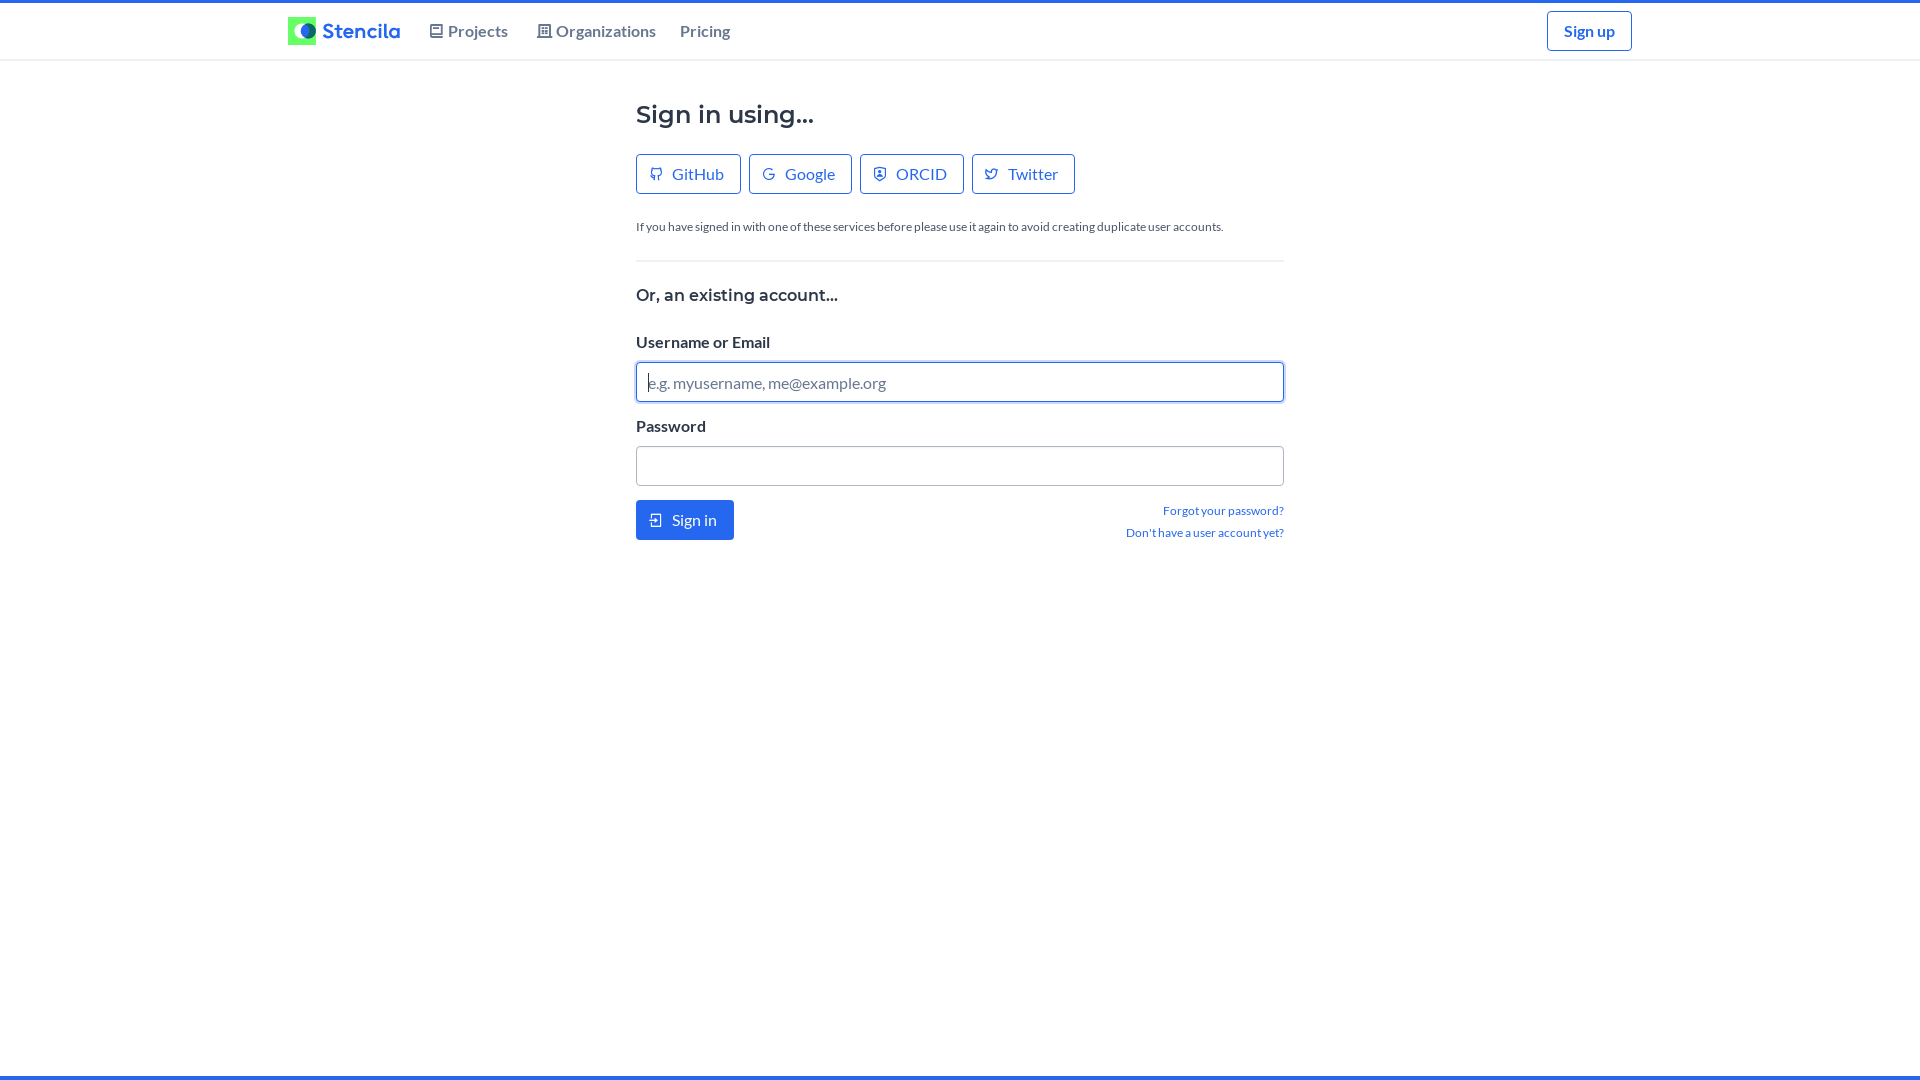 Stencila Projects Organizations Pricing Sign up
Sign in using...
GitHub Google ORCID Twitter
If you have signed in with one of these services before please use it again to avoid creating duplicate user accounts.
Or, an existing account...
Username or Email
e.g. myusername, me@example.org
Password
Sign in
Forgot your password?
Don't have a user account yet?